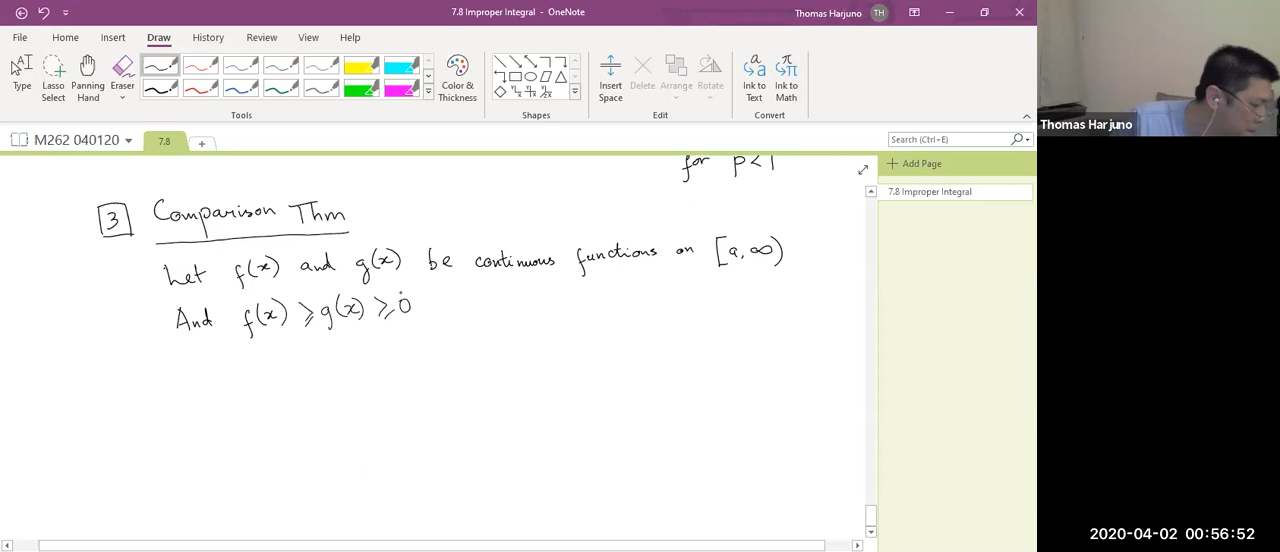 7.8 Improper Integral - OneNote
Thomas Harjuno TH
File Home Insert Draw History Review View Help
Type Lasso Select Panning Hand Eraser Color & Thickness Insert Space Delete Arrange Rotate Ink to Text Ink to Math
Tools Shapes Edit Convert
M262 040120 7.8 Search (Ctrl+E)
Add Page
7.8 Improper Integral
for p < 1
3 Comparison Thm
Let f(x) and g(x) be continuous functions on [a, ∞)
And f(x) ⩾ g(x) ⩾ 0
Thomas Harjuno
2020-04-02 00:56:52